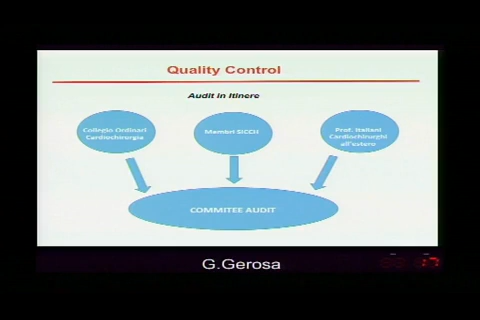 Quality Control
Audit in Itinere
Collegio Ordinari
Cardiochirurgia
Membri SICCH
Prof. Italiani
Cardiochirurghi
all'estero
COMMITEE AUDIT
G.Gerosa